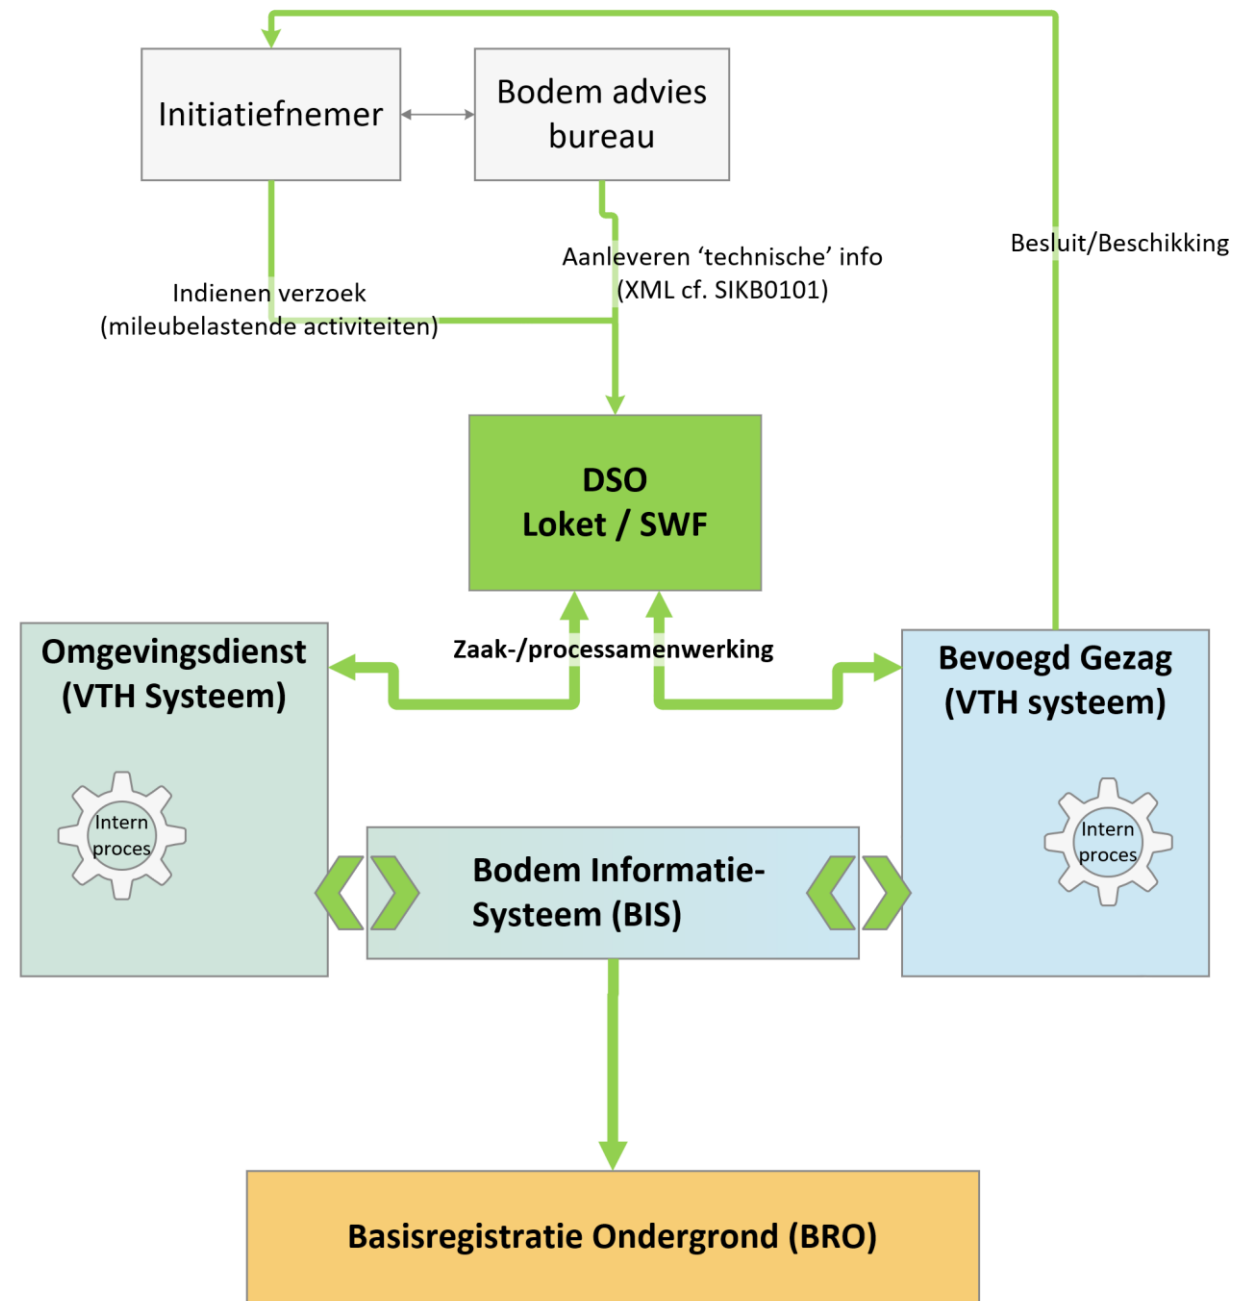 Initiatiefnemer
Bodem advies
bureau
Besluit/Beschikking
Aanleveren ‘technische’ info
(XML cf. SIKB0101)
Indienen verzoek
(mileubelastende activiteiten)
DSO
Loket / SWF
Zaak-/processamenwerking
Omgevingsdienst
(VTH Systeem)
Bevoegd Gezag
(VTH systeem)
Intern
proces
Intern
proces
Bodem Informatie-
Systeem (BIS)
Basisregistratie Ondergrond (BRO)